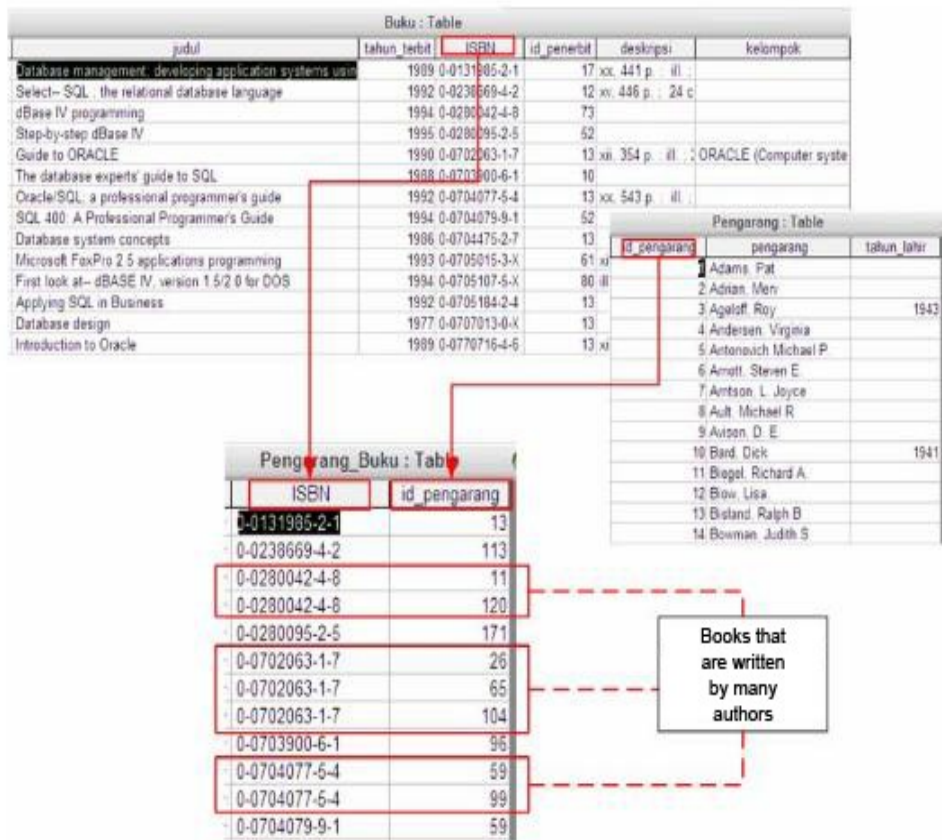 Buku : Table
judul tahun_terbit ISBN id_penerbit deskripsi kelompok
Database management: developing application systems usin 1989 0-0131985-2-1 17 xx, 441 p. : ill. ;
Select-- SQL : the relational database language 1992 0-0238669-4-2 12 xv, 446 p. ; 24 c
dBase IV programming 1994 0-0280042-4-8 73
Step-by-step dBase IV 1995 0-0280095-2-5 52
Guide to ORACLE 1990 0-0702063-1-7 13 xii, 354 p. : ill. ; 2 ORACLE (Computer syste
The database experts' guide to SQL 1988 0-0703900-6-1 10
Oracle/SQL; a professional programmer's guide 1992 0-0704077-5-4 13 xx, 543 p. : ill. ;
SQL 400: A Professional Programmer's Guide 1994 0-0704079-9-1 52
Database system concepts 1986 0-0704475-2-7 13
Microsoft FoxPro 2.5 applications programming 1993 0-0705015-3-X 61 xi
First look at-- dBASE IV, version 1.5/2.0 for DOS 1994 0-0705107-5-X 80 ill
Applying SQL in Business 1992 0-0705184-2-4 13
Database design 1977 0-0707013-0-X 13
Introduction to Oracle 1989 0-0770716-4-6 13 xi
Pengarang : Table
id_pengarang pengarang tahun_lahir
1 Adams, Pat
2 Adrian, Merv
3 Ageloff, Roy 1943
4 Andersen, Virginia
5 Antonovich Michael P.
6 Arnott, Steven E.
7 Arntson, L. Joyce
8 Ault, Michael R
9 Avison, D. E.
10 Bard, Dick 1941
11 Biegel, Richard A.
12 Biow, Lisa.
13 Bisland, Ralph B
14 Bowman, Judith S
Pengarang_Buku : Table
ISBN id_pengarang
0-0131985-2-1 13
0-0238669-4-2 113
0-0280042-4-8 11
0-0280042-4-8 120
0-0280095-2-5 171
0-0702063-1-7 26
0-0702063-1-7 65
0-0702063-1-7 104
0-0703900-6-1 96
0-0704077-5-4 59
0-0704077-5-4 99
0-0704079-9-1 59
Books that
are written
by many
authors